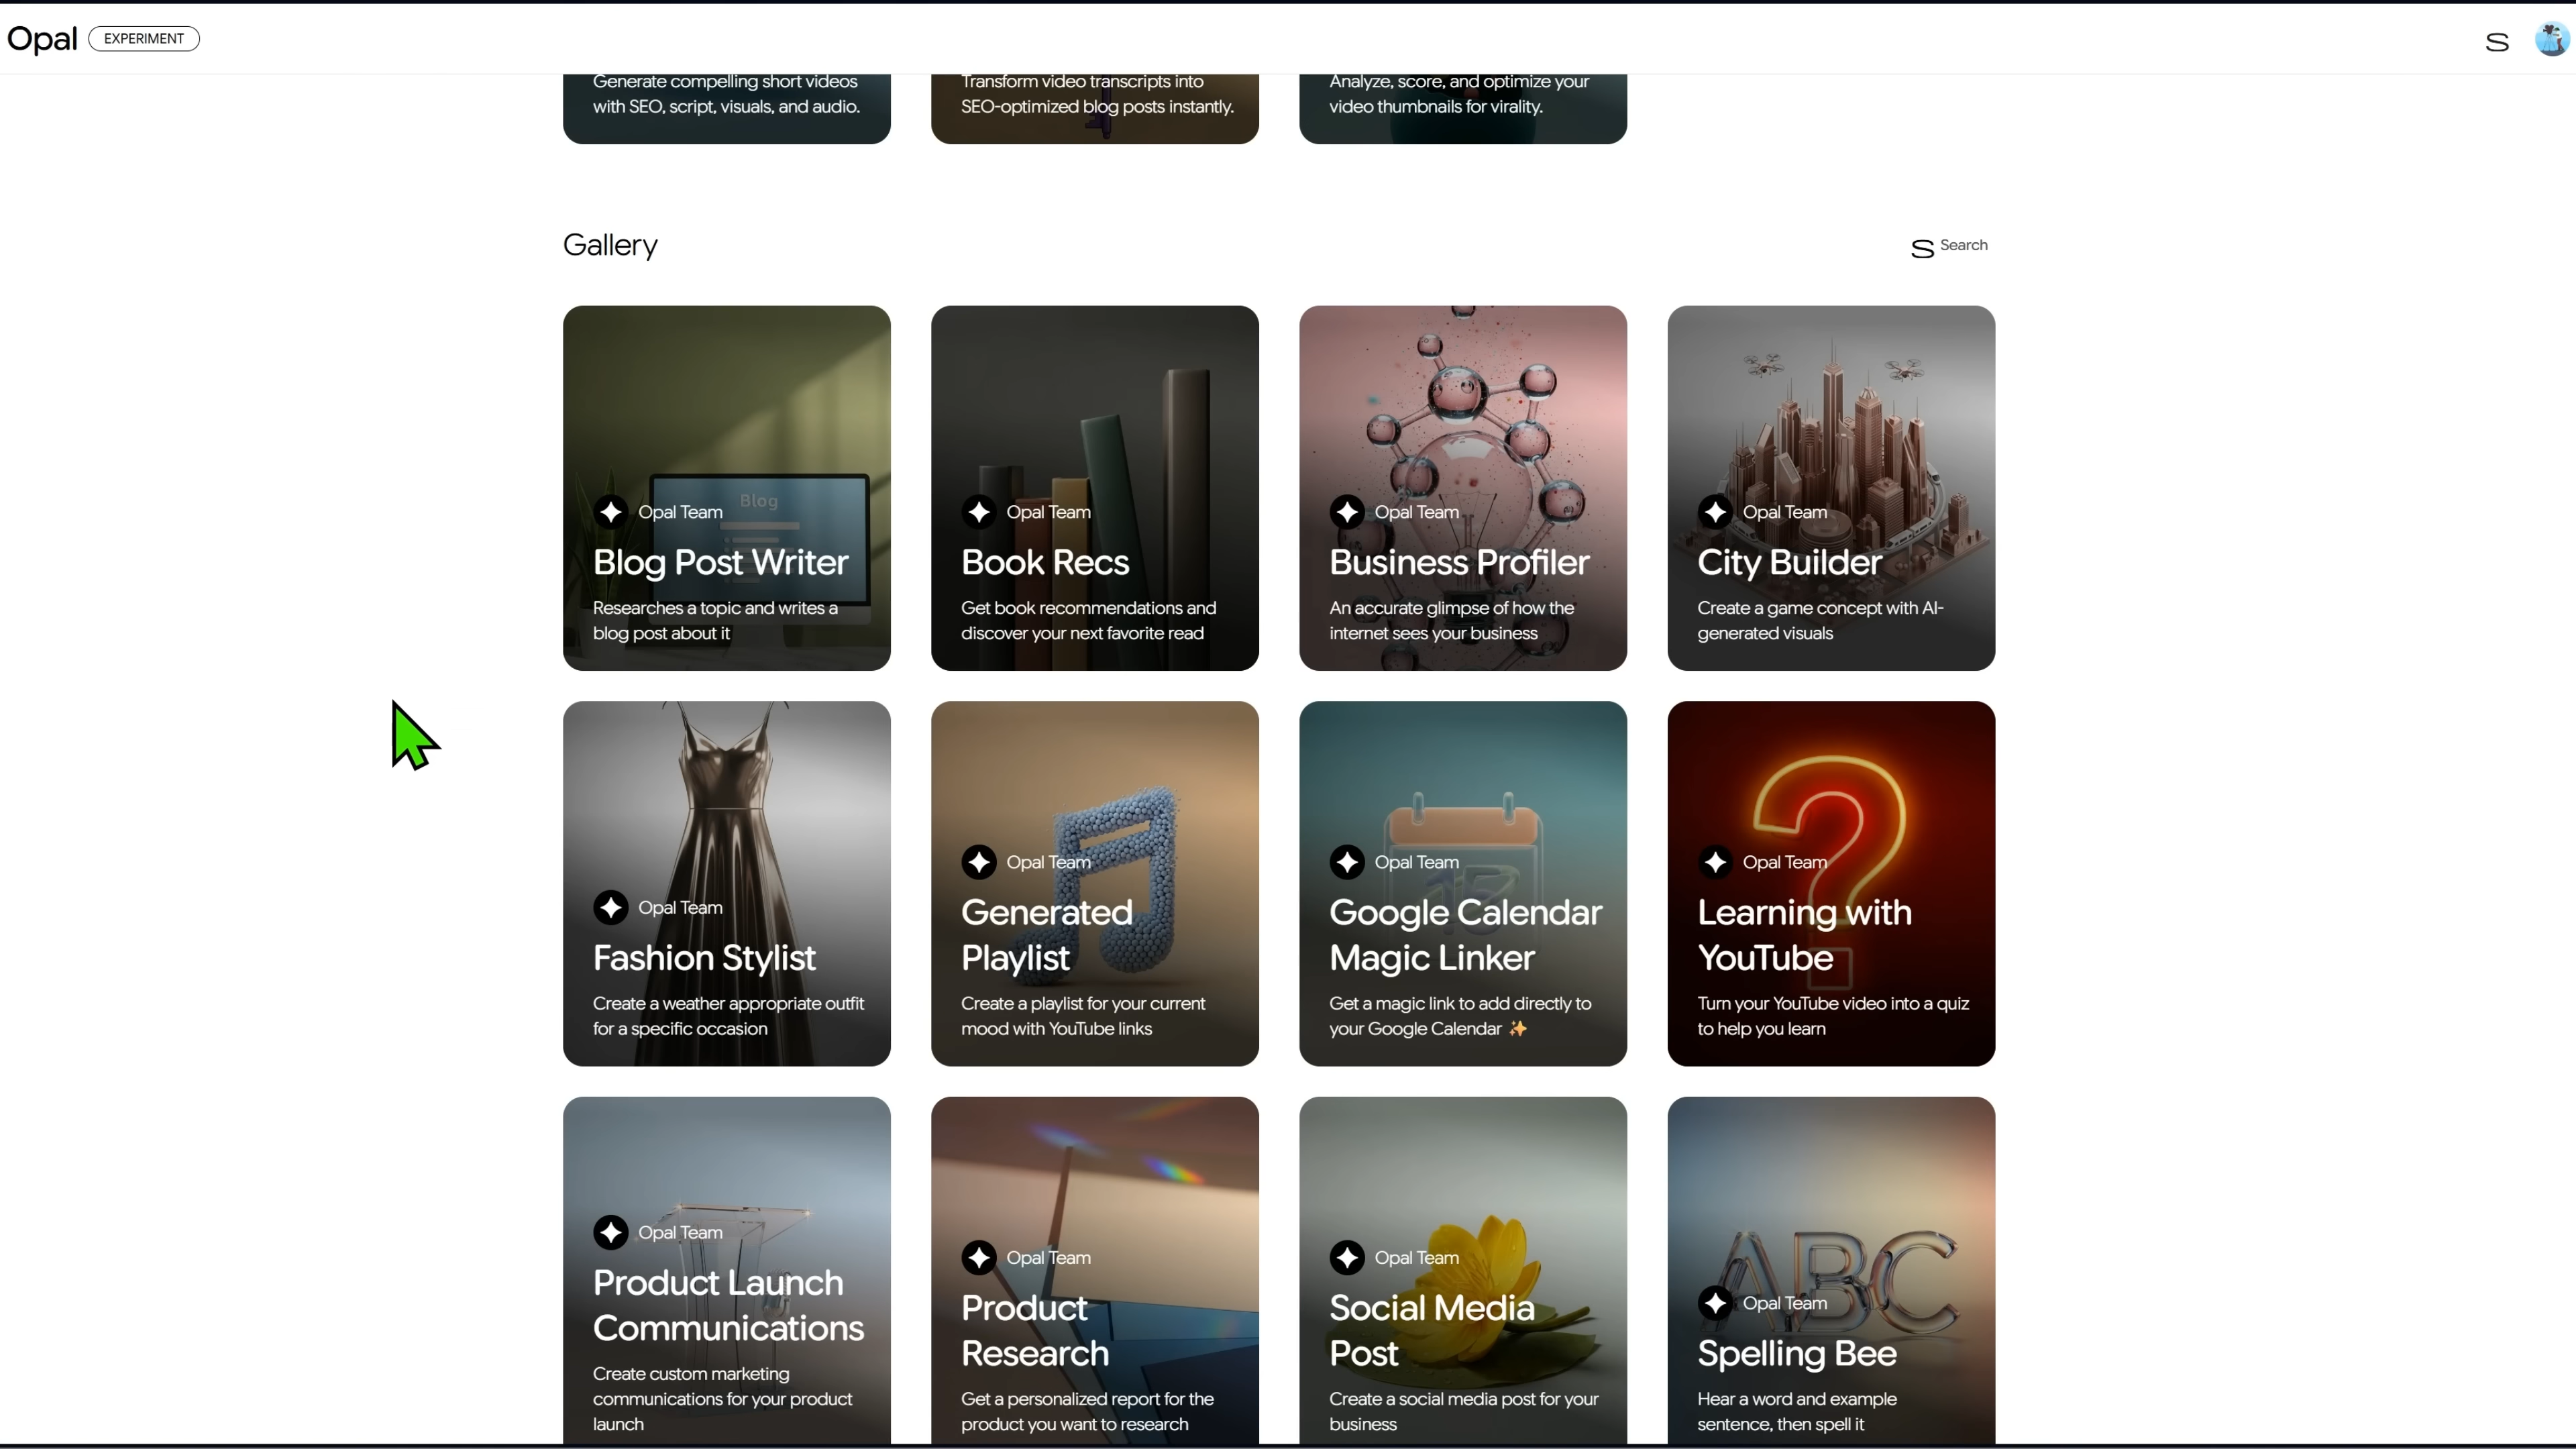 Opal EXPERIMENT
S
Generate compelling short videos
with SEO, script, visuals, and audio.
Transform video transcripts into
SEO-optimized blog posts instantly.
Analyze, score, and optimize your
video thumbnails for virality.
Gallery
S Search
Blog
Opal Team
Blog Post Writer
Researches a topic and writes a
blog post about it
Opal Team
Book Recs
Get book recommendations and
discover your next favorite read
Opal Team
Business Profiler
An accurate glimpse of how the
internet sees your business
Opal Team
City Builder
Create a game concept with AI-
generated visuals
Opal Team
Fashion Stylist
Create a weather appropriate outfit
for a specific occasion
Opal Team
Generated
Playlist
Create a playlist for your current
mood with YouTube links
Opal Team
15
Google Calendar
Magic Linker
Get a magic link to add directly to
your Google Calendar ✨
Opal Team
Learning with
YouTube
Turn your YouTube video into a quiz
to help you learn
Opal Team
Product Launch
Communications
Create custom marketing
communications for your product
launch
Opal Team
Product
Research
Get a personalized report for the
product you want to research
Opal Team
Social Media
Post
Create a social media post for your
business
ABC
Opal Team
Spelling Bee
Hear a word and example
sentence, then spell it